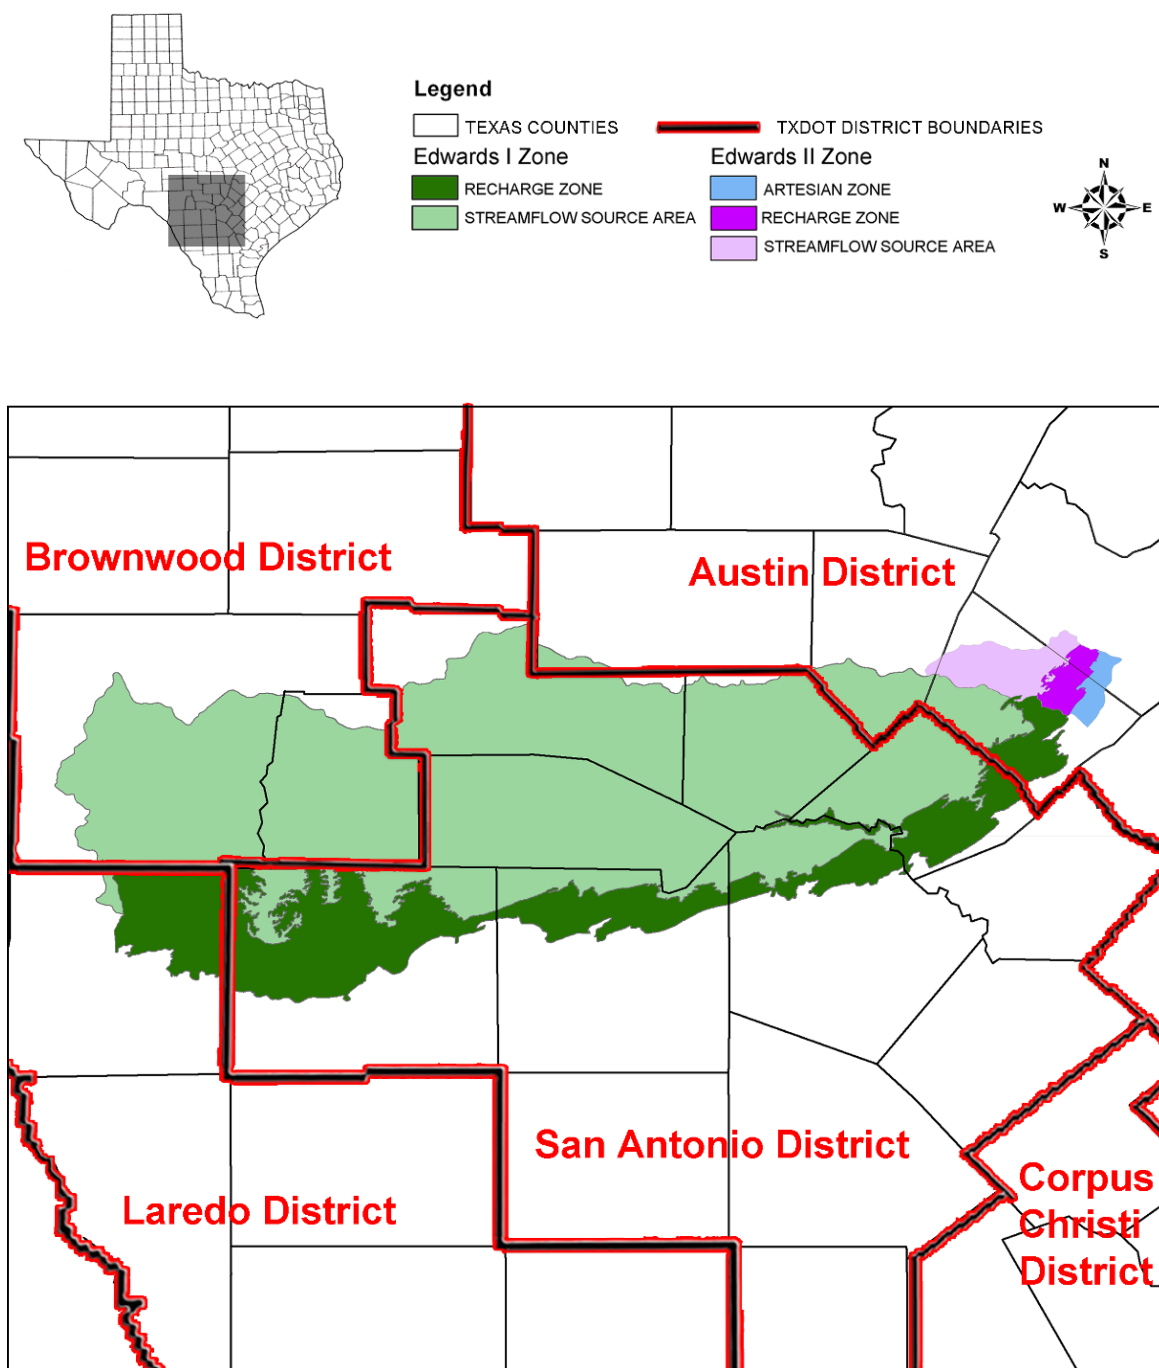 Legend
TEXAS COUNTIES
TXDOT DISTRICT BOUNDARIES
Edwards I Zone
Edwards II Zone
RECHARGE ZONE
ARTESIAN ZONE
STREAMFLOW SOURCE AREA
RECHARGE ZONE
STREAMFLOW SOURCE AREA
N
W
E
S
Brownwood District
Austin District
San Antonio District
Laredo District
Corpus
Christi
District